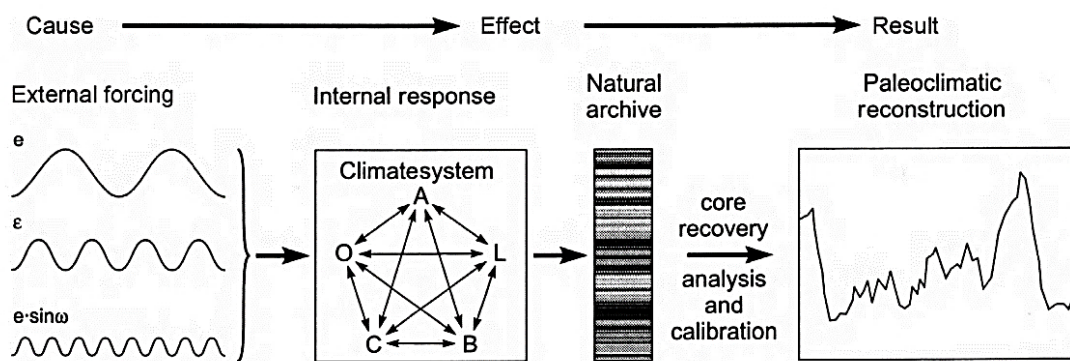 Cause
Effect
Result
External forcing
Internal response
Natural
archive
Paleoclimatic
reconstruction
e
ε
e·sinω
Climatesystem
A
O
L
C
B
core
recovery
analysis
and
calibration